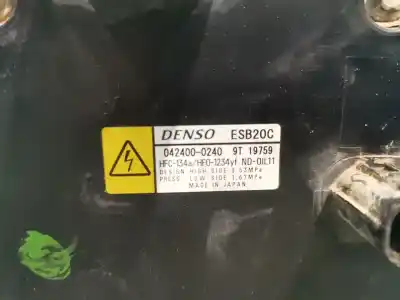 DENSO ESB20C
042400-0240 9T 19759
HFC-134a/HFO-1234yf ND-OIL11
DESIGN HIGH SIDE 3.53MPa
PRESS. LOW SIDE 1.67MPa
MADE IN JAPAN